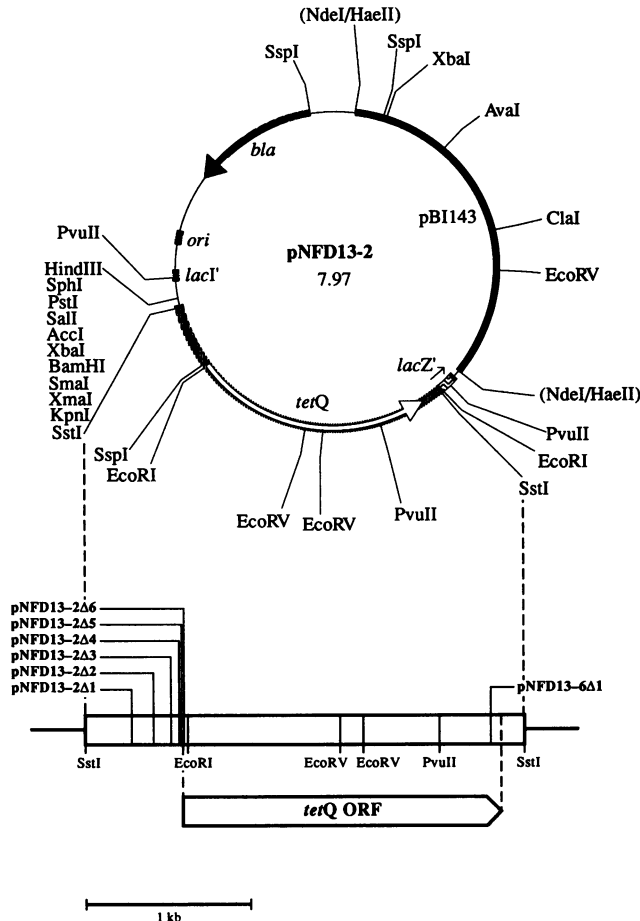 (NdeI/HaeII)
SspI
SspI
XbaI
AvaI
bla
pBI143
ClaI
PvuII
ori
pNFD13-2
7.97
EcoRV
HindIII
lacI'
SphI
PstI
SalI
AccI
XbaI
BamHI
SmaI
XmaI
KpnI
SstI
lacZ'
(NdeI/HaeII)
tetQ
PvuII
SspI
EcoRI
EcoRI
SstI
EcoRV
EcoRV
PvuII
pNFD13-2Δ6
pNFD13-2Δ5
pNFD13-2Δ4
pNFD13-2Δ3
pNFD13-2Δ2
pNFD13-2Δ1
pNFD13-6Δ1
SstI
EcoRI
EcoRV
EcoRV
PvuII
SstI
tetQ ORF
1 kb